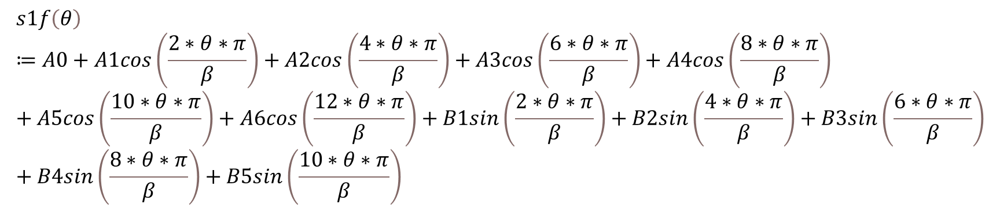 s1f(θ)
≔ A0 + A1cos(2 ∗ θ ∗ π / β) + A2cos(4 ∗ θ ∗ π / β) + A3cos(6 ∗ θ ∗ π / β) + A4cos(8 ∗ θ ∗ π / β)
+ A5cos(10 ∗ θ ∗ π / β) + A6cos(12 ∗ θ ∗ π / β) + B1sin(2 ∗ θ ∗ π / β) + B2sin(4 ∗ θ ∗ π / β) + B3sin(6 ∗ θ ∗ π / β)
+ B4sin(8 ∗ θ ∗ π / β) + B5sin(10 ∗ θ ∗ π / β)